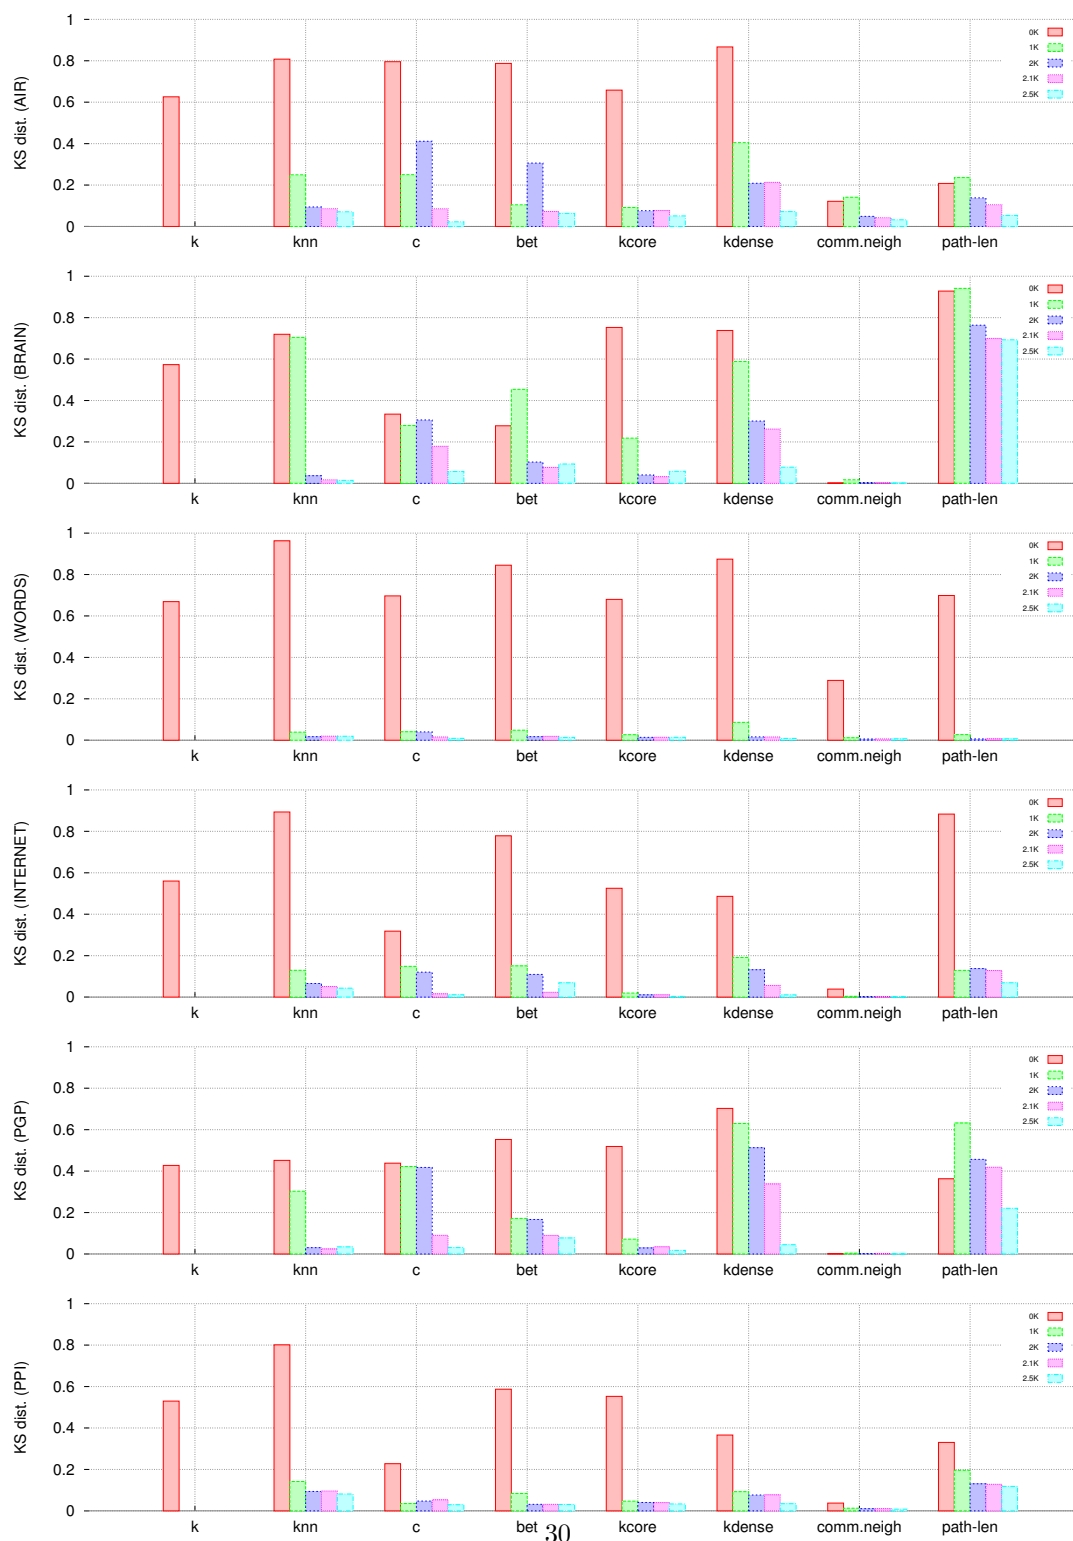 KS dist. (AIR)
1
0.8
0.6
0.4
0.2
0
k knn c bet kcore kdense comm.neigh path-len
0K
1K
2K
2.1K
2.5K
KS dist. (BRAIN)
1
0.8
0.6
0.4
0.2
0
k knn c bet kcore kdense comm.neigh path-len
0K
1K
2K
2.1K
2.5K
KS dist. (WORDS)
1
0.8
0.6
0.4
0.2
0
k knn c bet kcore kdense comm.neigh path-len
0K
1K
2K
2.1K
2.5K
KS dist. (INTERNET)
1
0.8
0.6
0.4
0.2
0
k knn c bet kcore kdense comm.neigh path-len
0K
1K
2K
2.1K
2.5K
KS dist. (PGP)
1
0.8
0.6
0.4
0.2
0
k knn c bet kcore kdense comm.neigh path-len
0K
1K
2K
2.1K
2.5K
KS dist. (PPI)
1
0.8
0.6
0.4
0.2
0
k knn c bet kcore kdense comm.neigh path-len
0K
1K
2K
2.1K
2.5K
30